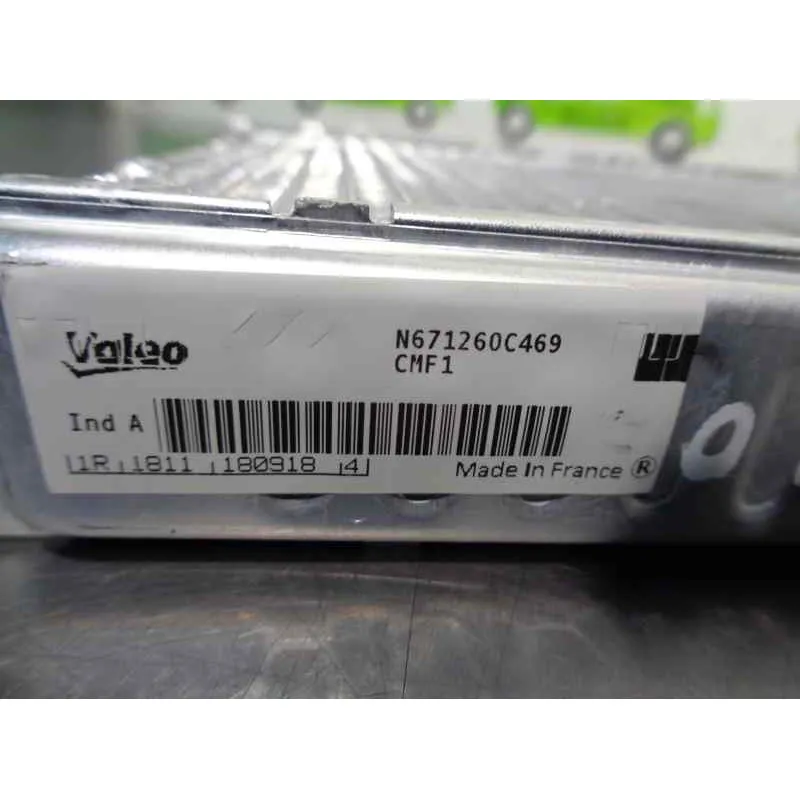 Valeo
N671260C469
CMF1
Ind A
1R 1811 180918 4
Made In France ®